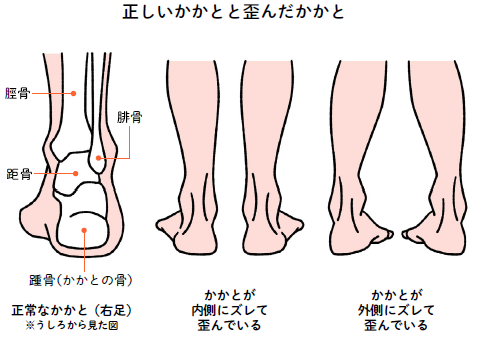 正しいかかとと歪んだかかと
脛骨
腓骨
距骨
踵骨(かかとの骨)
正常なかかと(右足)
※うしろから見た図
かかとが
内側にズレて
歪んでいる
かかとが
外側にズレて
歪んでいる